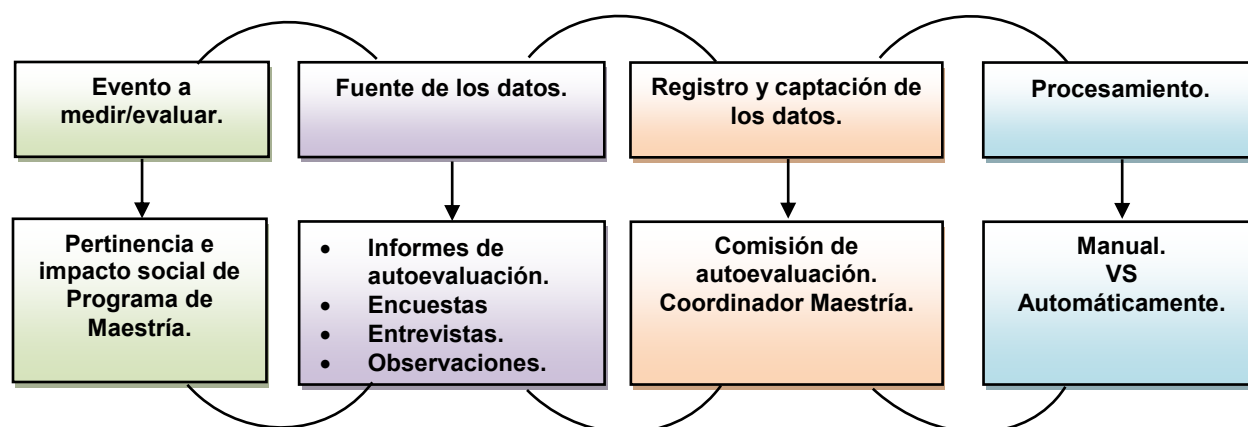 Evento a
medir/evaluar.
Fuente de los datos.
Registro y captación de
los datos.
Procesamiento.
Pertinencia e
impacto social de
Programa de
Maestría.
• Informes de
autoevaluación.
• Encuestas
• Entrevistas.
• Observaciones.
Comisión de
autoevaluación.
Coordinador Maestría.
Manual.
VS
Automáticamente.